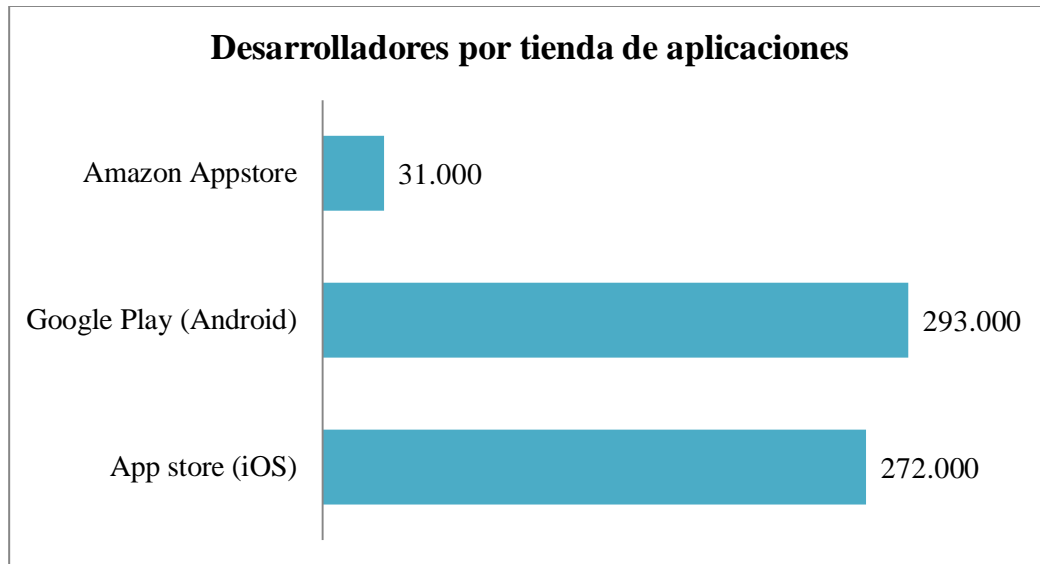 Desarrolladores por tienda de aplicaciones
Amazon Appstore
31.000
Google Play (Android)
293.000
App store (iOS)
272.000